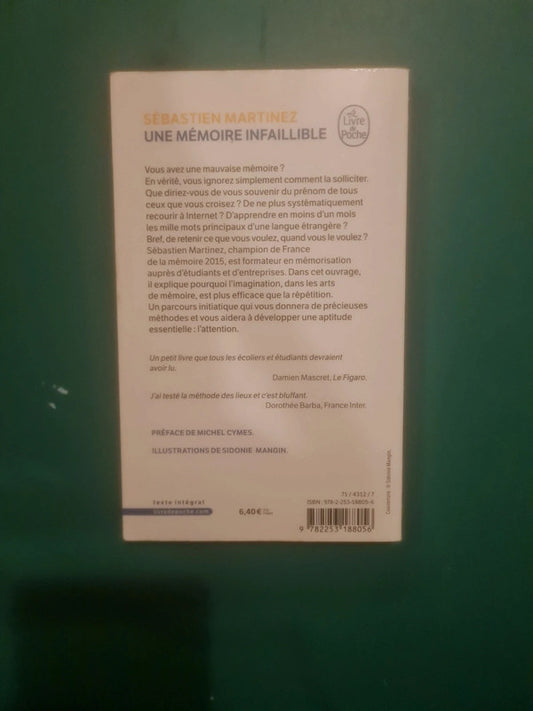 SÉBASTIEN MARTINEZ
UNE MÉMOIRE INFAILLIBLE
Le
Livre
de
Poche
Vous avez une mauvaise mémoire ?
En vérité, vous ignorez simplement comment la solliciter.
Que diriez-vous de vous souvenir du prénom de tous
ceux que vous croisez ? De ne plus systématiquement
recourir à Internet ? D'apprendre en moins d'un mois
les mille mots principaux d'une langue étrangère ?
Bref, de retenir ce que vous voulez, quand vous le voulez ?
Sébastien Martinez, champion de France
de la mémoire 2015, est formateur en mémorisation
auprès d'étudiants et d'entreprises. Dans cet ouvrage,
il explique pourquoi l'imagination, dans les arts
de mémoire, est plus efficace que la répétition.
Un parcours initiatique qui vous donnera de précieuses
méthodes et vous aidera à développer une aptitude
essentielle : l'attention.
Un petit livre que tous les écoliers et étudiants devraient
avoir lu.
Damien Mascret, Le Figaro.
J'ai testé la méthode des lieux et c'est bluffant.
Dorothée Barba, France Inter.
PRÉFACE DE MICHEL CYMES.
ILLUSTRATIONS DE SIDONIE MANGIN.
texte intégral
livredepoche.com
6,40 €
71 / 4312 / 7
ISBN : 978-2-253-18805-6
9 782253 188056
Couverture : © Sidonie Mangin.